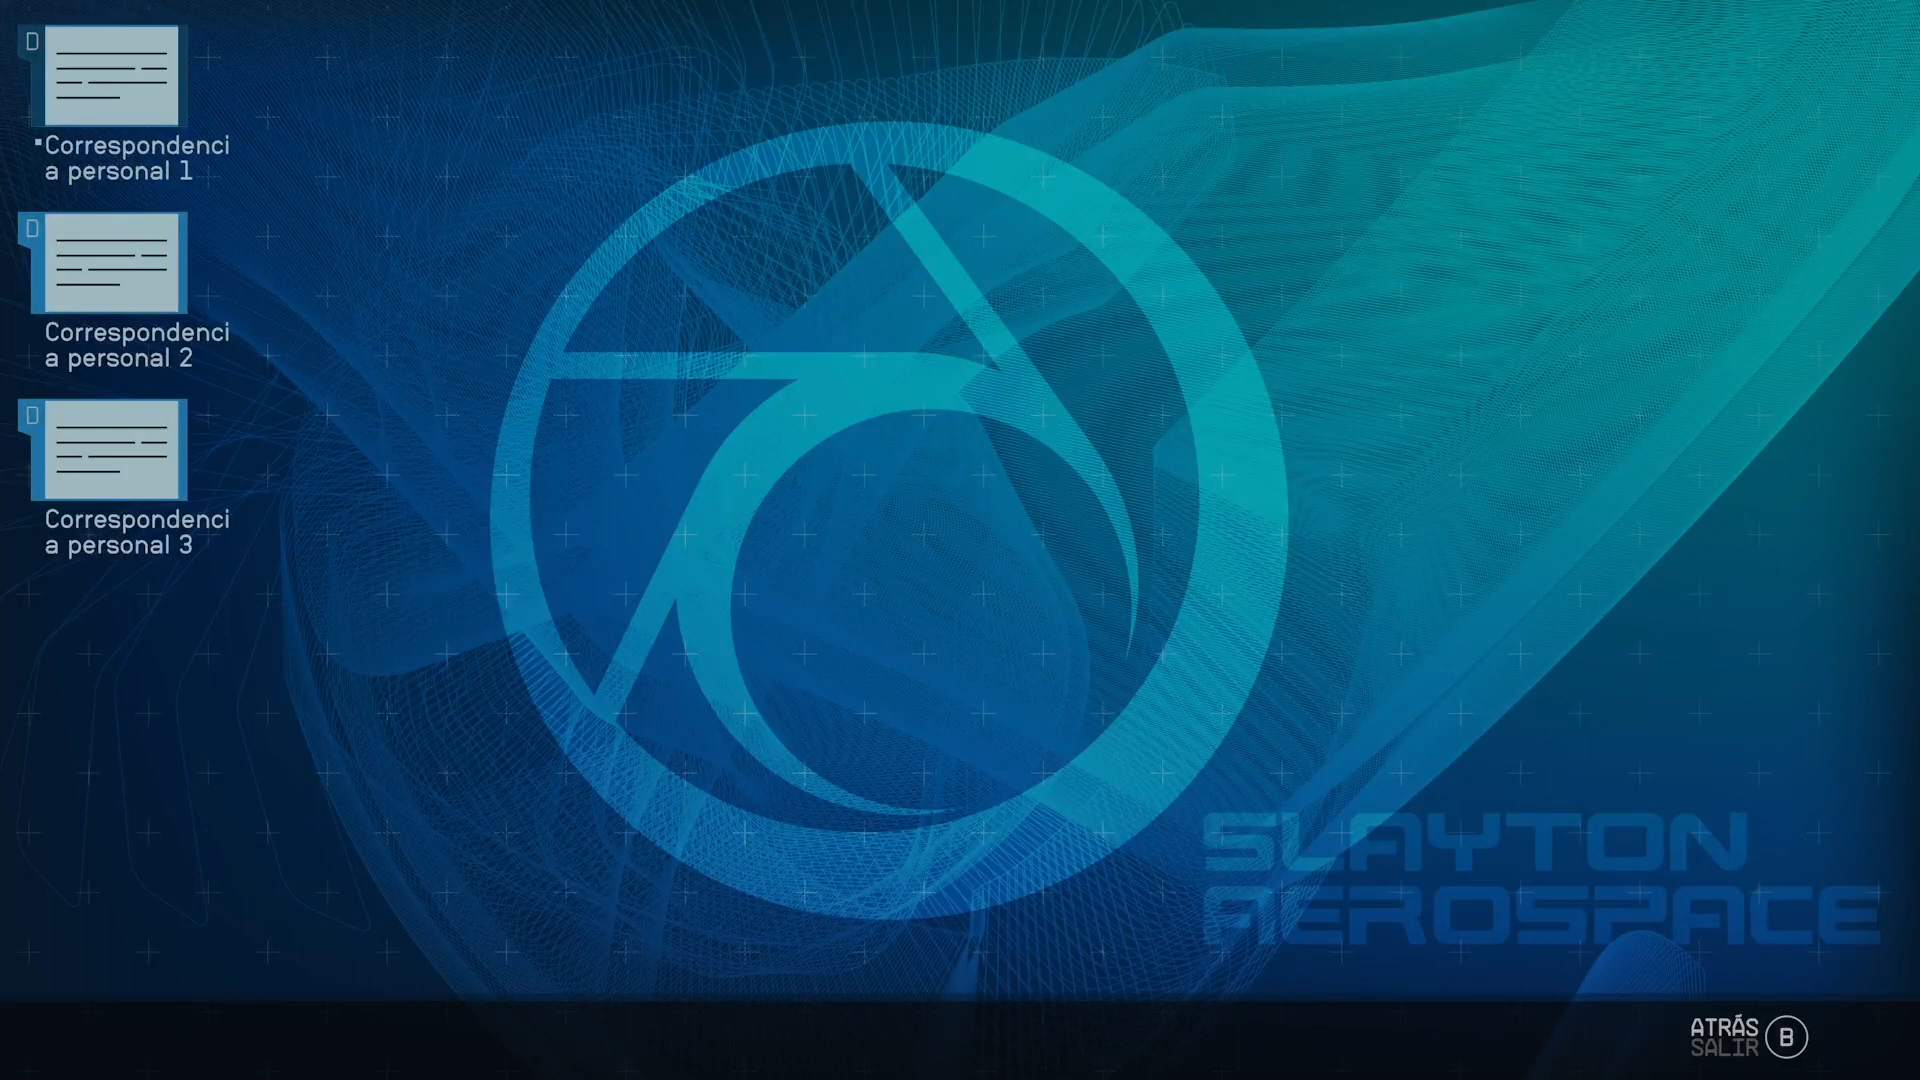 D
Correspondenci
a personal 1
D
Correspondenci
a personal 2
D
Correspondenci
a personal 3
SLAYTON
AEROSPACE
ATRÁS
SALIR
B